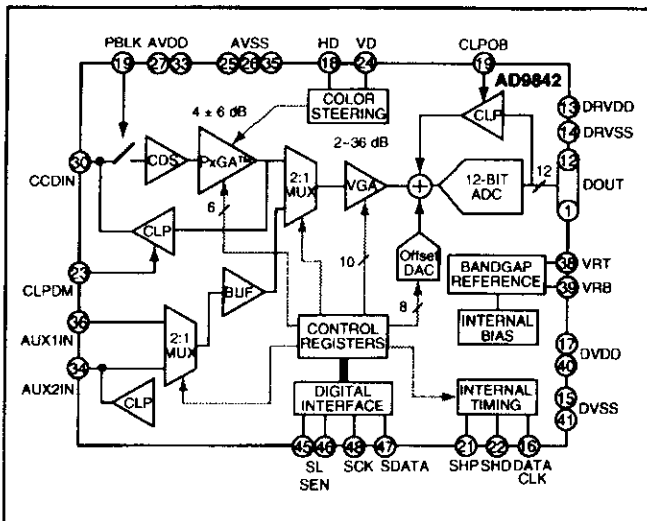 PBLK AVDD AVSS HD VD CLPOB
19 27 33 25 26 35 18 24 19
AD9842
COLOR
STEERING
4 ± 6 dB
2~36 dB
CLP
13 DRVDD
14 DRVSS
30
CCDIN
CDS
PxGA™
2:1
MUX
VGA
12-BIT
ADC
12
12
DOUT
1
6
CLP
23
CLPDM
10
Offset
DAC
8
BANDGAP
REFERENCE
38 VRT
39 VRB
INTERNAL
BIAS
BUF
36
AUX1IN
2:1
MUX
34
AUX2IN
CLP
CONTROL
REGISTERS
17
DVDD
40
DIGITAL
INTERFACE
INTERNAL
TIMING
15
DVSS
41
45 46 48 47 21 22 16
SL SCK SDATA SHP SHD DATA
SEN CLK